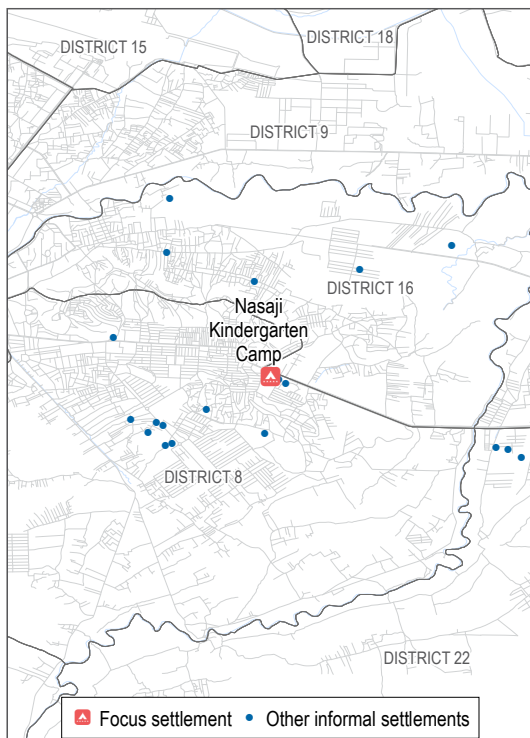 DISTRICT 15
DISTRICT 18
DISTRICT 9
DISTRICT 16
Nasaji
Kindergarten
Camp
DISTRICT 8
DISTRICT 22
Focus settlement
Other informal settlements